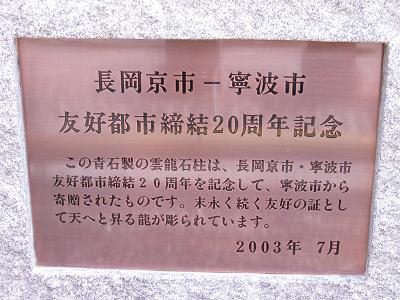 長岡京市－寧波市
友好都市締結20周年記念
この青石製の雲龍石柱は、長岡京市・寧波市
友好都市締結２０周年を記念して、寧波市から
寄贈されたものです。末永く続く友好の証とし
て天へと昇る龍が彫られています。
２００３年 ７月